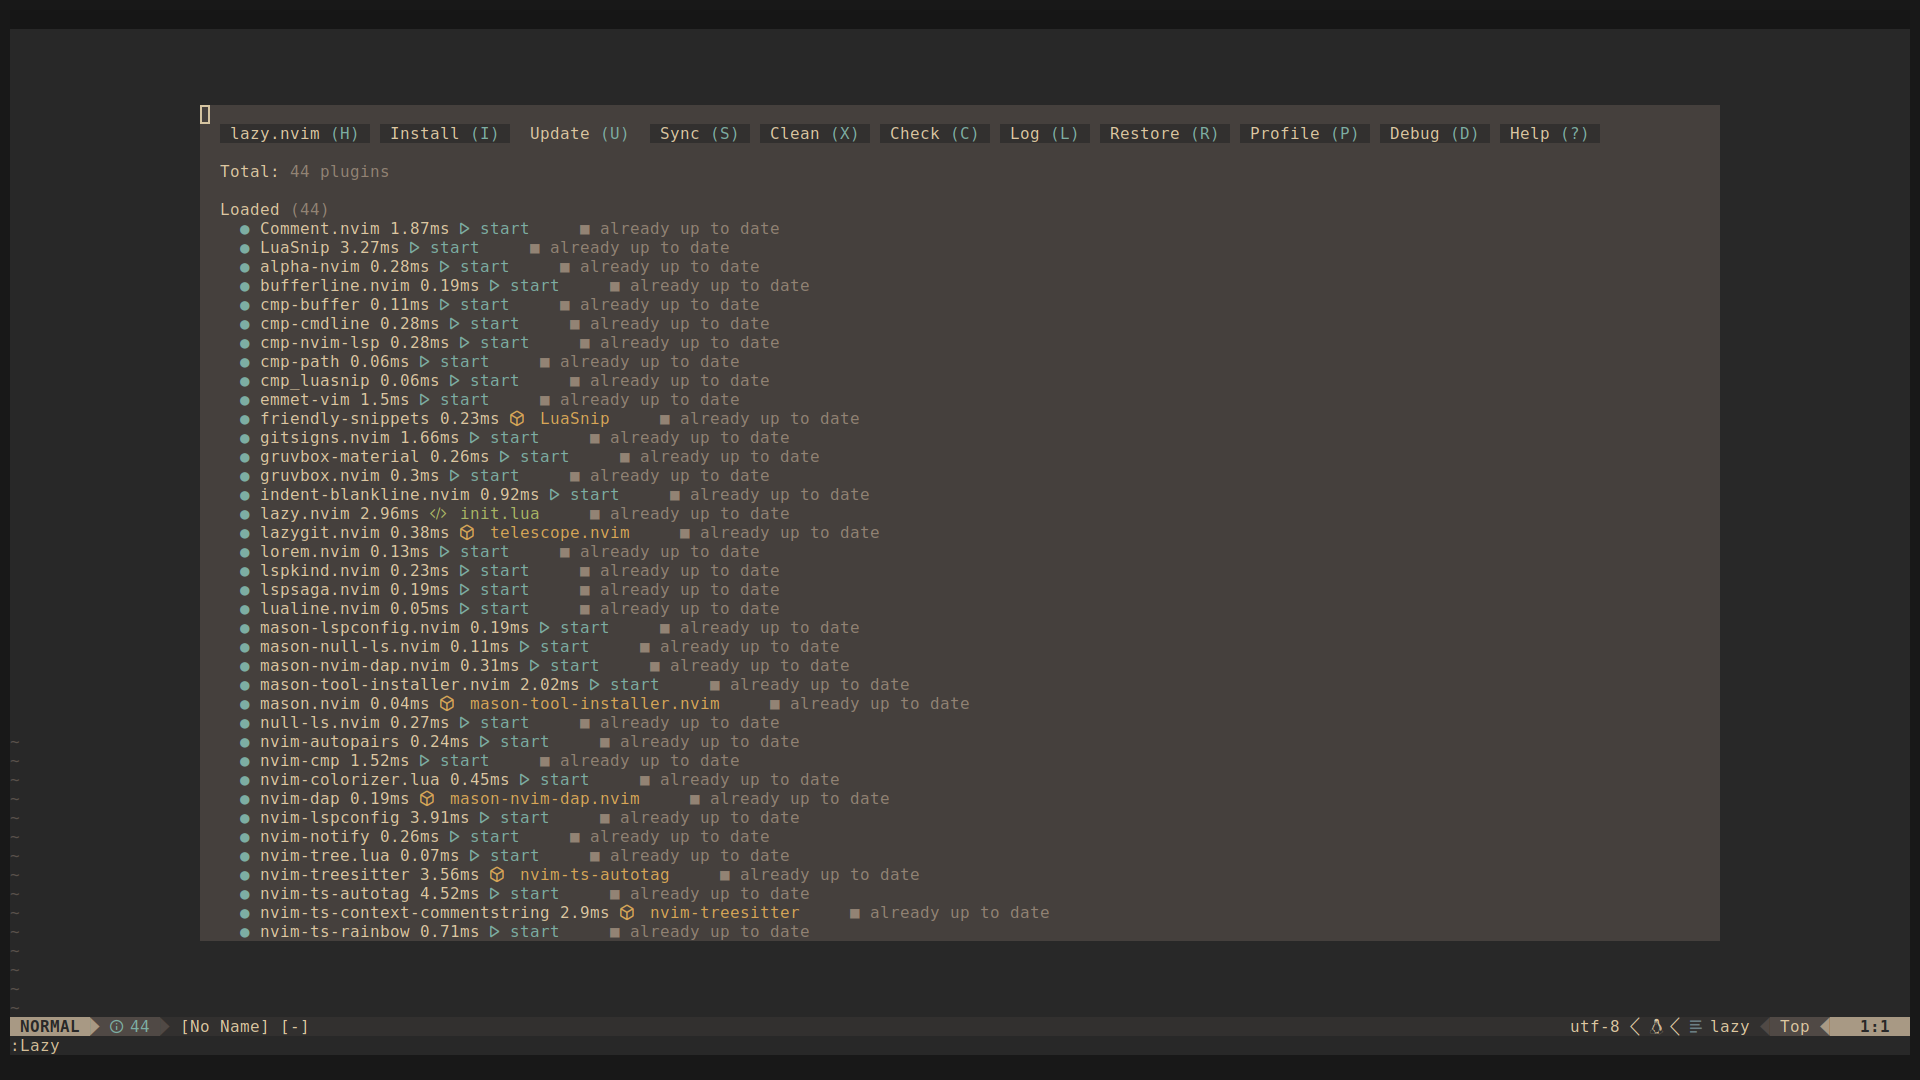 lazy.nvim (H) Install (I) Update (U) Sync (S) Clean (X) Check (C) Log (L) Restore (R) Profile (P) Debug (D) Help (?)
Total: 44 plugins
Loaded (44)
● Comment.nvim 1.87ms ▷ start ■ already up to date
● LuaSnip 3.27ms ▷ start ■ already up to date
● alpha-nvim 0.28ms ▷ start ■ already up to date
● bufferline.nvim 0.19ms ▷ start ■ already up to date
● cmp-buffer 0.11ms ▷ start ■ already up to date
● cmp-cmdline 0.28ms ▷ start ■ already up to date
● cmp-nvim-lsp 0.28ms ▷ start ■ already up to date
● cmp-path 0.06ms ▷ start ■ already up to date
● cmp_luasnip 0.06ms ▷ start ■ already up to date
● emmet-vim 1.5ms ▷ start ■ already up to date
● friendly-snippets 0.23ms LuaSnip ■ already up to date
● gitsigns.nvim 1.66ms ▷ start ■ already up to date
● gruvbox-material 0.26ms ▷ start ■ already up to date
● gruvbox.nvim 0.3ms ▷ start ■ already up to date
● indent-blankline.nvim 0.92ms ▷ start ■ already up to date
● lazy.nvim 2.96ms </> init.lua ■ already up to date
● lazygit.nvim 0.38ms telescope.nvim ■ already up to date
● lorem.nvim 0.13ms ▷ start ■ already up to date
● lspkind.nvim 0.23ms ▷ start ■ already up to date
● lspsaga.nvim 0.19ms ▷ start ■ already up to date
● lualine.nvim 0.05ms ▷ start ■ already up to date
● mason-lspconfig.nvim 0.19ms ▷ start ■ already up to date
● mason-null-ls.nvim 0.11ms ▷ start ■ already up to date
● mason-nvim-dap.nvim 0.31ms ▷ start ■ already up to date
● mason-tool-installer.nvim 2.02ms ▷ start ■ already up to date
● mason.nvim 0.04ms mason-tool-installer.nvim ■ already up to date
● null-ls.nvim 0.27ms ▷ start ■ already up to date
● nvim-autopairs 0.24ms ▷ start ■ already up to date
● nvim-cmp 1.52ms ▷ start ■ already up to date
● nvim-colorizer.lua 0.45ms ▷ start ■ already up to date
● nvim-dap 0.19ms mason-nvim-dap.nvim ■ already up to date
● nvim-lspconfig 3.91ms ▷ start ■ already up to date
● nvim-notify 0.26ms ▷ start ■ already up to date
● nvim-tree.lua 0.07ms ▷ start ■ already up to date
● nvim-treesitter 3.56ms nvim-ts-autotag ■ already up to date
● nvim-ts-autotag 4.52ms ▷ start ■ already up to date
● nvim-ts-context-commentstring 2.9ms nvim-treesitter ■ already up to date
● nvim-ts-rainbow 0.71ms ▷ start ■ already up to date
NORMAL 44 [No Name] [-] utf-8 lazy Top 1:1
:Lazy